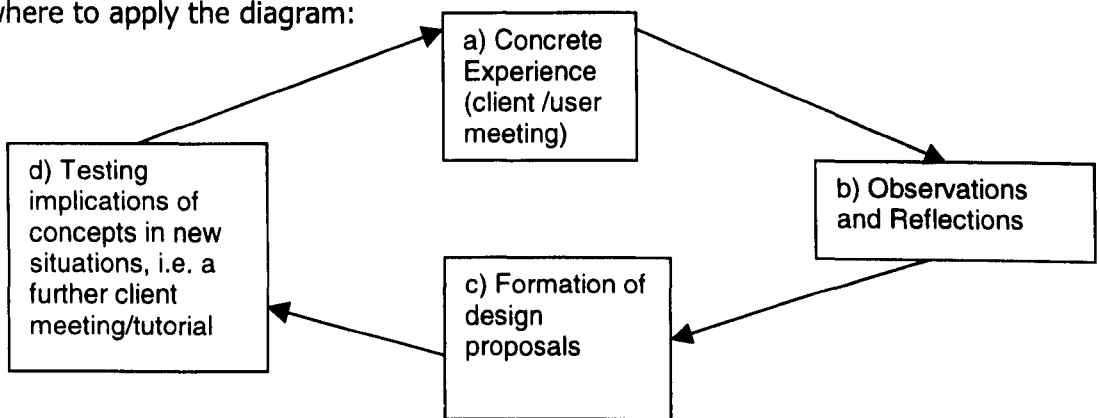 where to apply the diagram:
a) Concrete
Experience
(client /user
meeting)
b) Observations
and Reflections
c) Formation of
design
proposals
d) Testing
implications of
concepts in new
situations, i.e. a
further client
meeting/tutorial